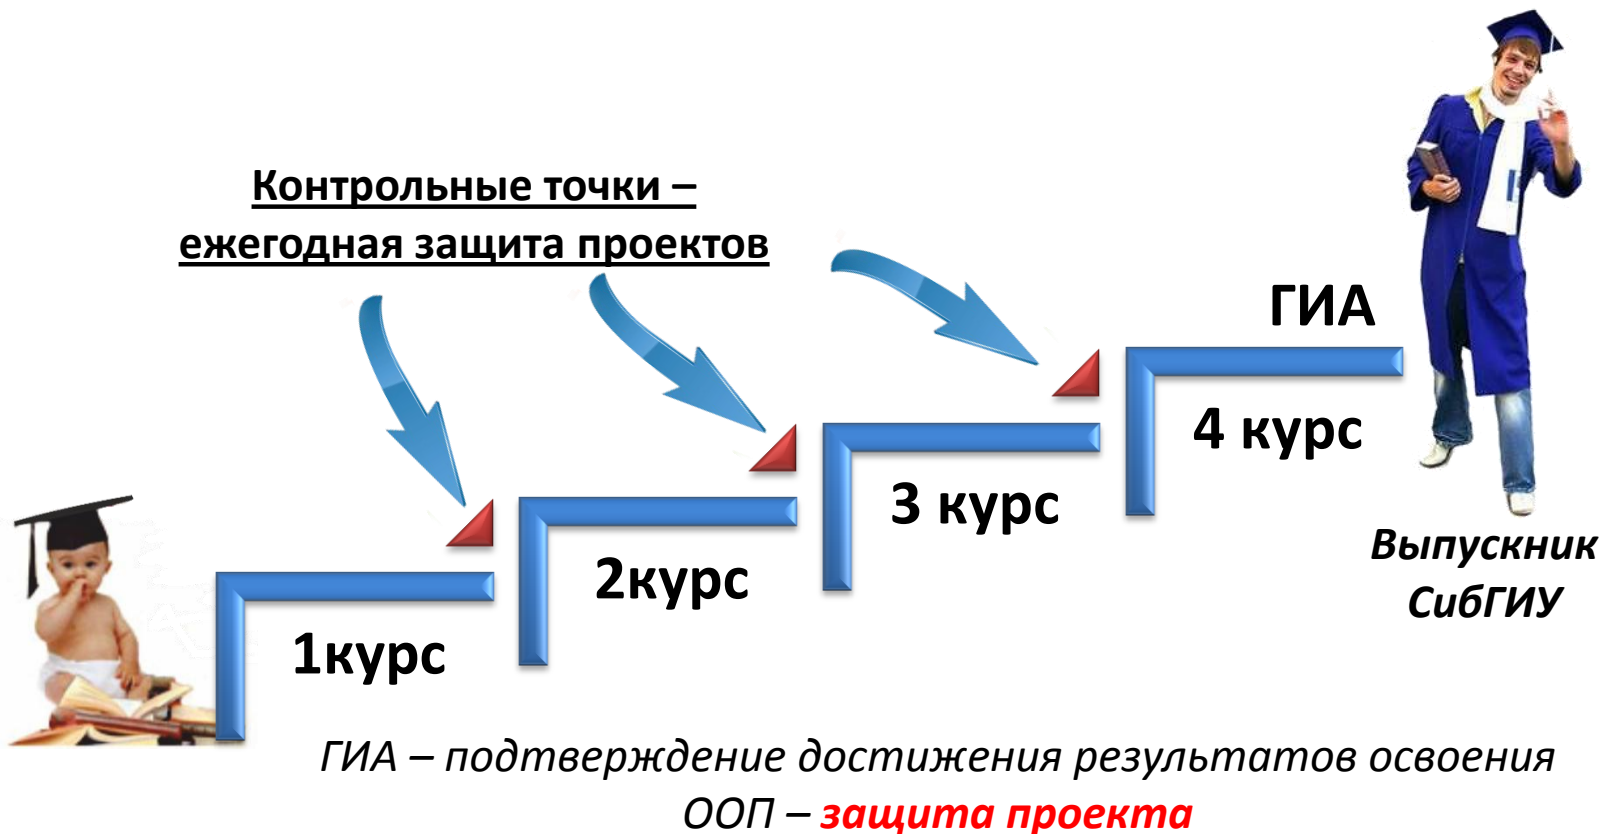 Контрольные точки –
ежегодная защита проектов
ГИА
4 курс
3 курс
2курс
1курс
Выпускник
СибГИУ
ГИА – подтверждение достижения результатов освоения
ООП – защита проекта